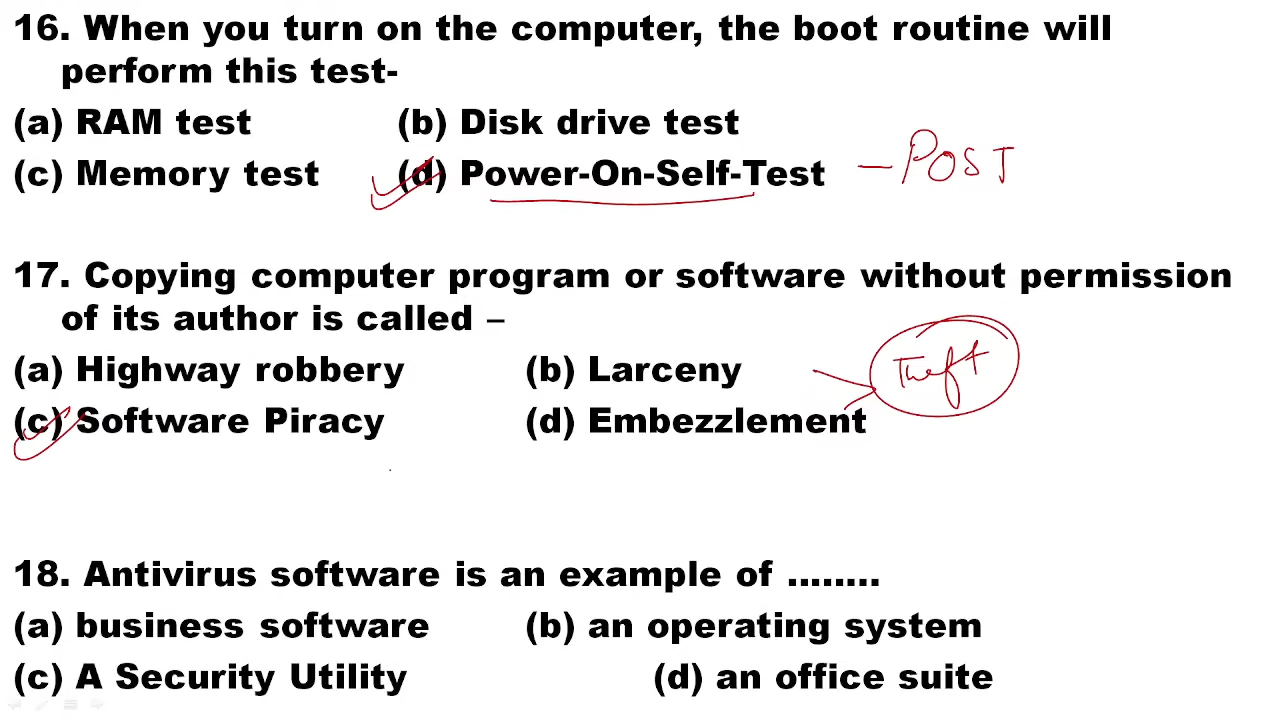 16. When you turn on the computer, the boot routine will
perform this test-
(a) RAM test (b) Disk drive test
(c) Memory test (d) Power-On-Self-Test – POST
17. Copying computer program or software without permission
of its author is called –
(a) Highway robbery (b) Larceny Theft
(c) Software Piracy (d) Embezzlement
18. Antivirus software is an example of ........
(a) business software (b) an operating system
(c) A Security Utility (d) an office suite